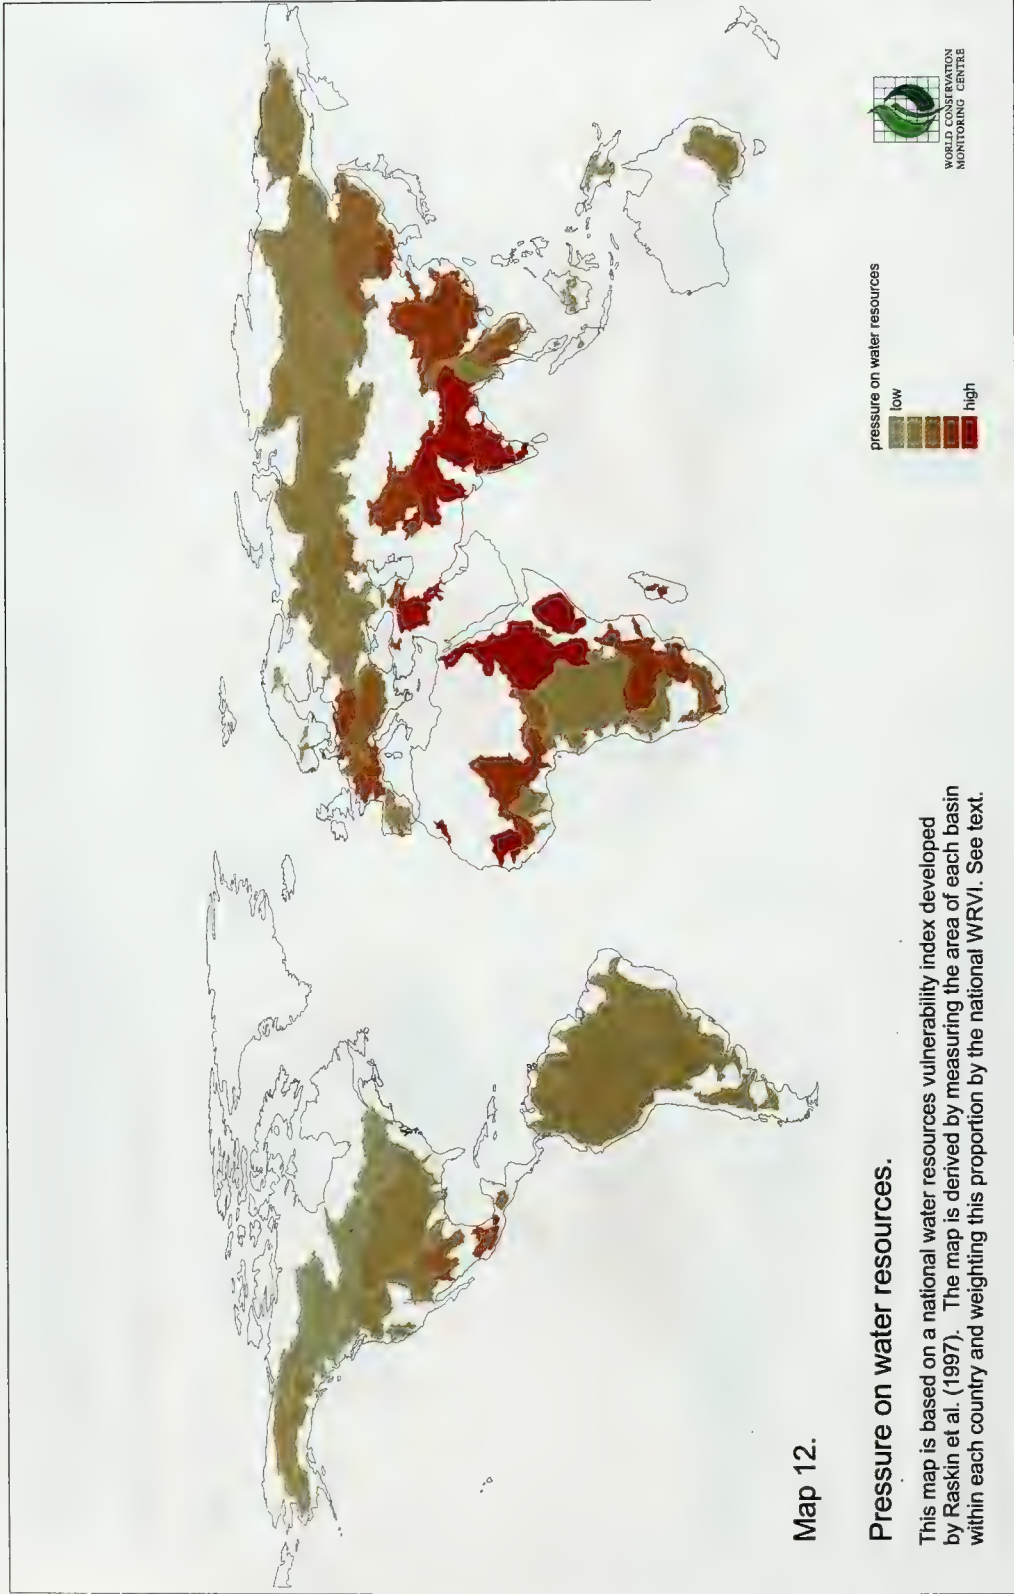 Map 12.
Pressure on water resources.
This map is based on a national water resources vulnerability index developed
by Raskin et al. (1997). The map is derived by measuring the area of each basin
within each country and weighting this proportion by the national WRVI. See text.
pressure on water resources
low
high
WORLD CONSERVATION
MONITORING CENTRE